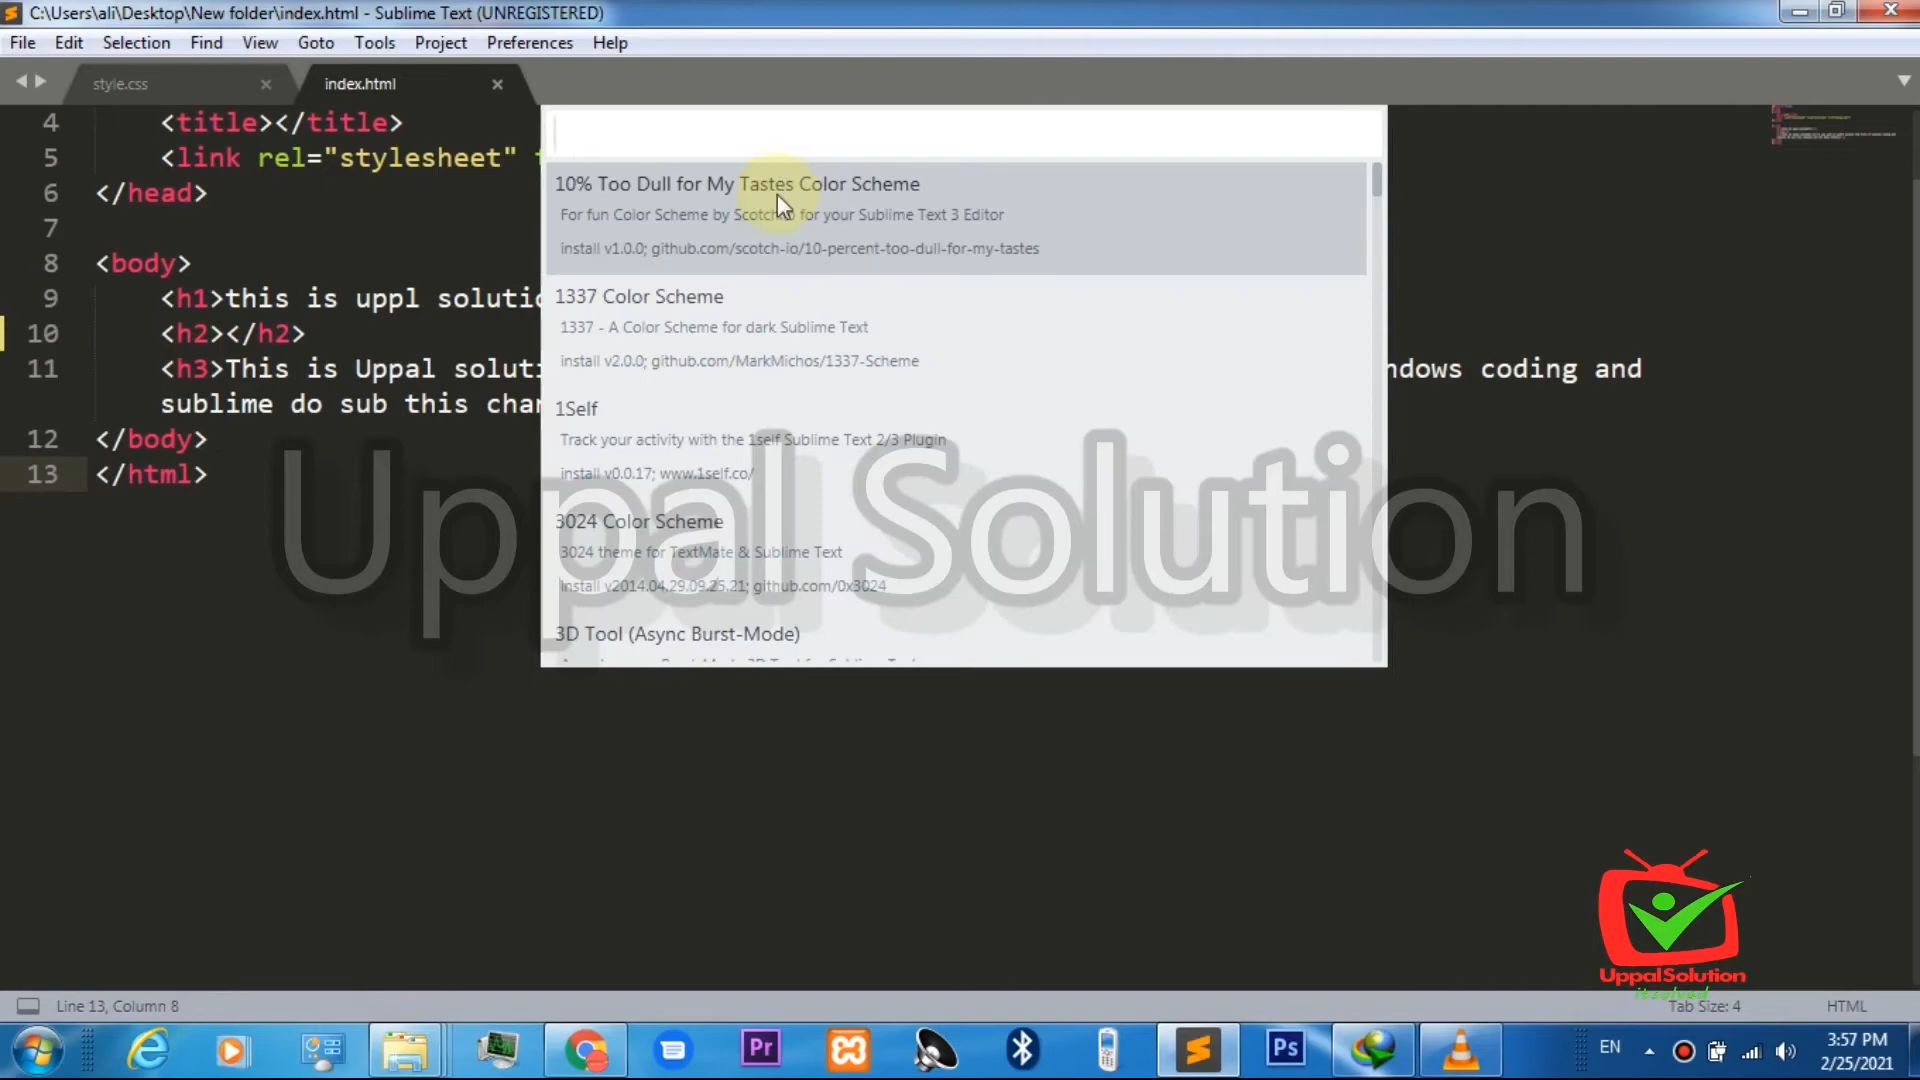 C:\Users\ali\Desktop\New folder\index.html - Sublime Text (UNREGISTERED)
File Edit Selection Find View Goto Tools Project Preferences Help
style.css
index.html
4 <title></title>
5 <link rel="stylesheet"
6 </head>
7
8 <body>
9 <h1>this is uppl solutio
10 <h2></h2>
11 <h3>This is Uppal soluti ndows coding and
sublime do sub this char
12 </body>
13 </html>
10% Too Dull for My Tastes Color Scheme
For fun Color Scheme by Scotch for your Sublime Text 3 Editor
install v1.0.0; github.com/scotch-io/10-percent-too-dull-for-my-tastes
1337 Color Scheme
1337 - A Color Scheme for dark Sublime Text
install v2.0.0; github.com/MarkMichos/1337-Scheme
1Self
Track your activity with the 1self Sublime Text 2/3 Plugin
install v0.0.17; www.1self.co/
3024 Color Scheme
3024 theme for TextMate & Sublime Text
install v2014.04.29.09.25.21; github.com/0x3024
3D Tool (Async Burst-Mode)
Uppal Solution
UppalSolution
itsolved
Line 13, Column 8
Tab Size: 4
HTML
Pr
Ps
EN
3:57 PM
2/25/2021